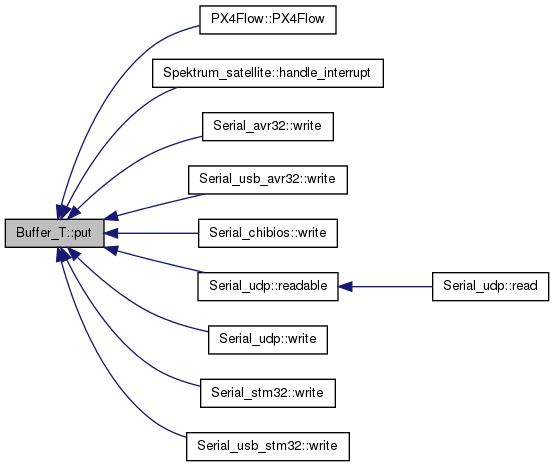 PX4Flow::PX4Flow
Spektrum_satellite::handle_interrupt
Serial_avr32::write
Serial_usb_avr32::write
Buffer_T::put
Serial_chibios::write
Serial_udp::readable
Serial_udp::read
Serial_udp::write
Serial_stm32::write
Serial_usb_stm32::write